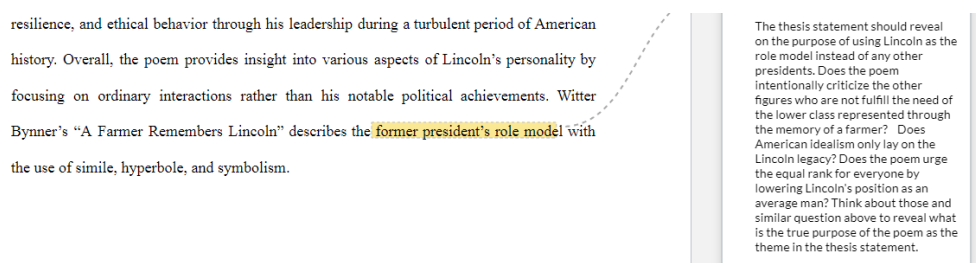 resilience, and ethical behavior through his leadership during a turbulent period of American
history. Overall, the poem provides insight into various aspects of Lincoln’s personality by
focusing on ordinary interactions rather than his notable political achievements. Witter
Bynner’s “A Farmer Remembers Lincoln” describes the former president’s role model with
the use of simile, hyperbole, and symbolism.
The thesis statement should reveal
on the purpose of using Lincoln as the
role model instead of any other
presidents. Does the poem
intentionally criticize the other
figures who are not fulfill the need of
the lower class represented through
the memory of a farmer? Does
American idealism only lay on the
Lincoln legacy? Does the poem urge
the equal rank for everyone by
lowering Lincoln's position as an
average man? Think about those and
similar question above to reveal what
is the true purpose of the poem as the
theme in the thesis statement.